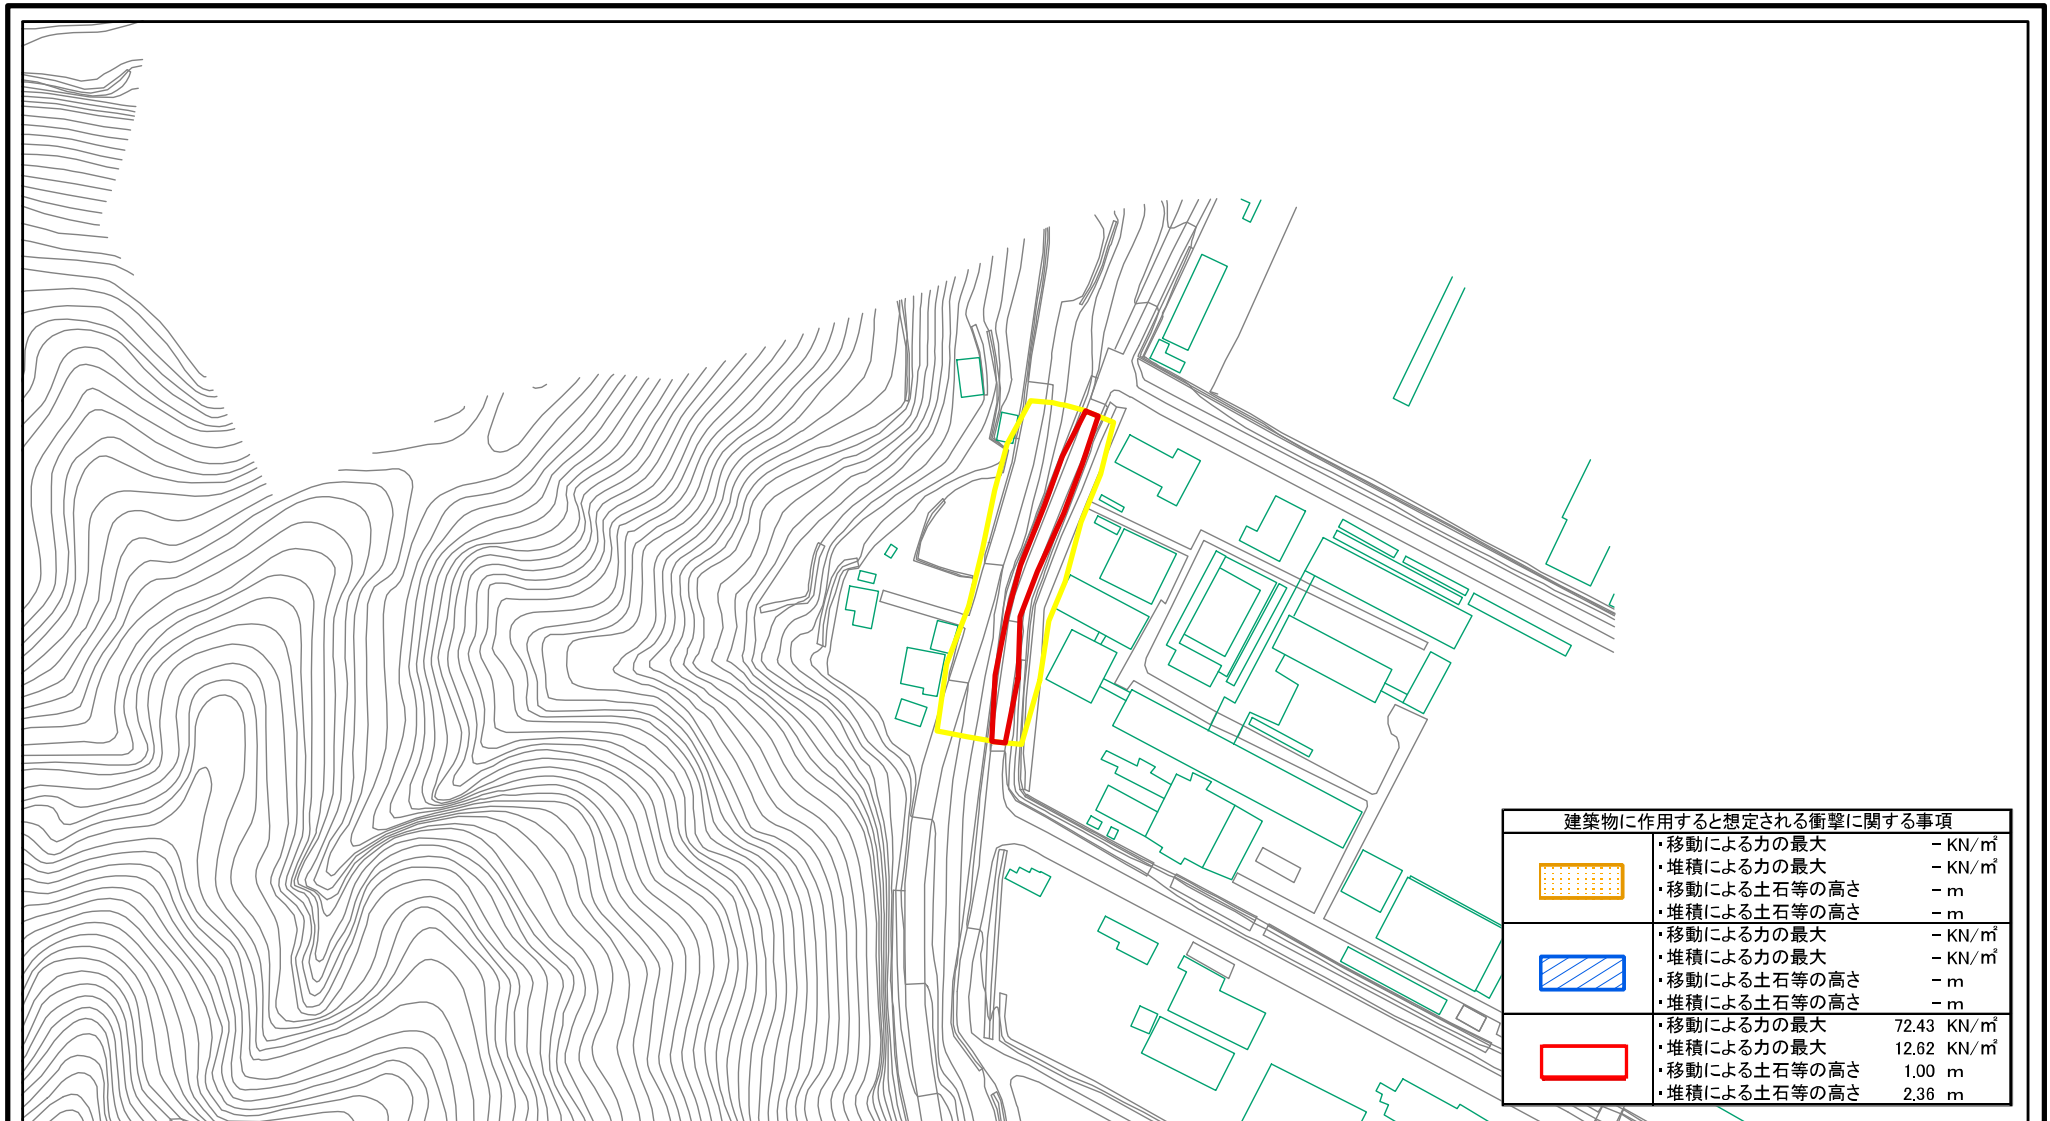 建築物に作用すると想定される衝撃に関する事項
・移動による力の最大 － KN/㎡
・堆積による力の最大 － KN/㎡
・移動による土石等の高さ － m
・堆積による土石等の高さ － m
・移動による力の最大 － KN/㎡
・堆積による力の最大 － KN/㎡
・移動による土石等の高さ － m
・堆積による土石等の高さ － m
・移動による力の最大 72.43 KN/㎡
・堆積による力の最大 12.62 KN/㎡
・移動による土石等の高さ 1.00 m
・堆積による土石等の高さ 2.36 m